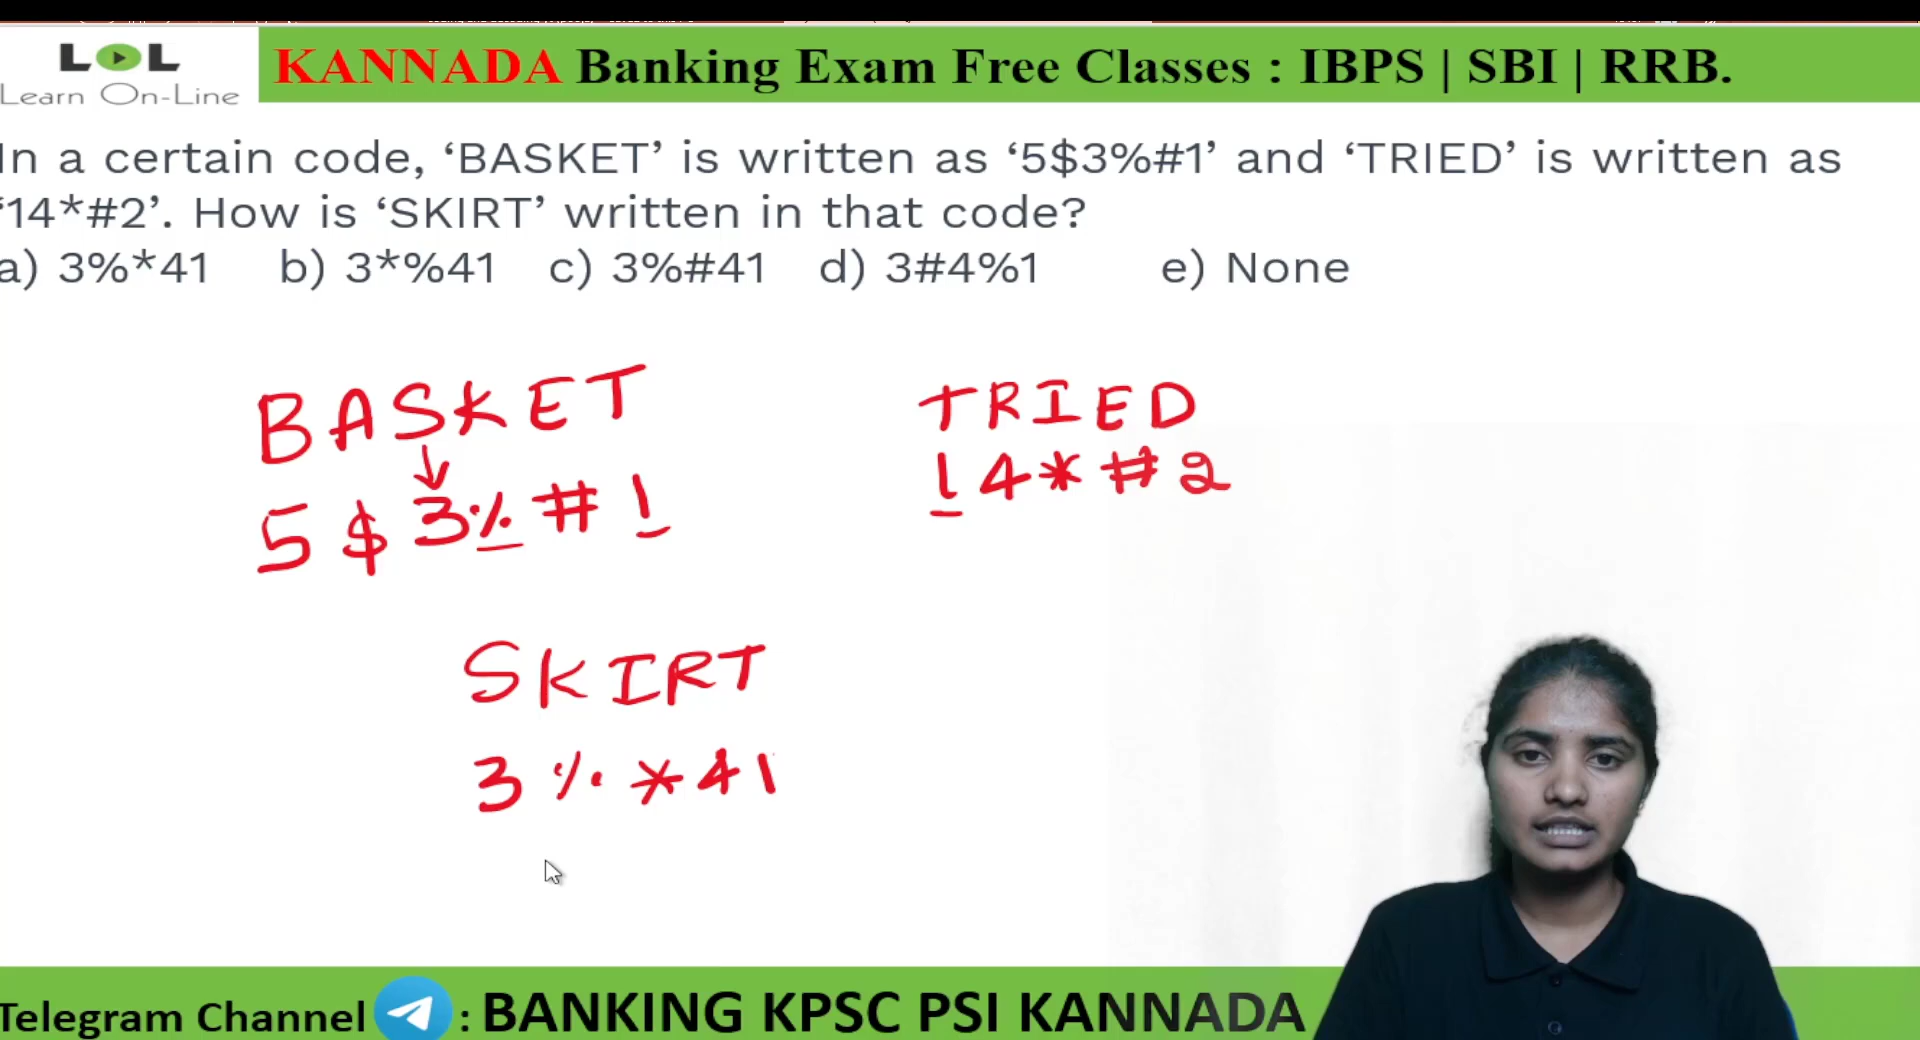 LOL
Learn On-Line
KANNADA Banking Exam Free Classes : IBPS | SBI | RRB.
In a certain code, ‘BASKET’ is written as ‘5$3%#1’ and ‘TRIED’ is written as
‘14*#2’. How is ‘SKIRT’ written in that code?
a) 3%*41 b) 3*%41 c) 3%#41 d) 3#4%1 e) None
BASKET
5$3%#1
TRIED
14*#2
SKIRT
3%*41
Telegram Channel : BANKING KPSC PSI KANNADA